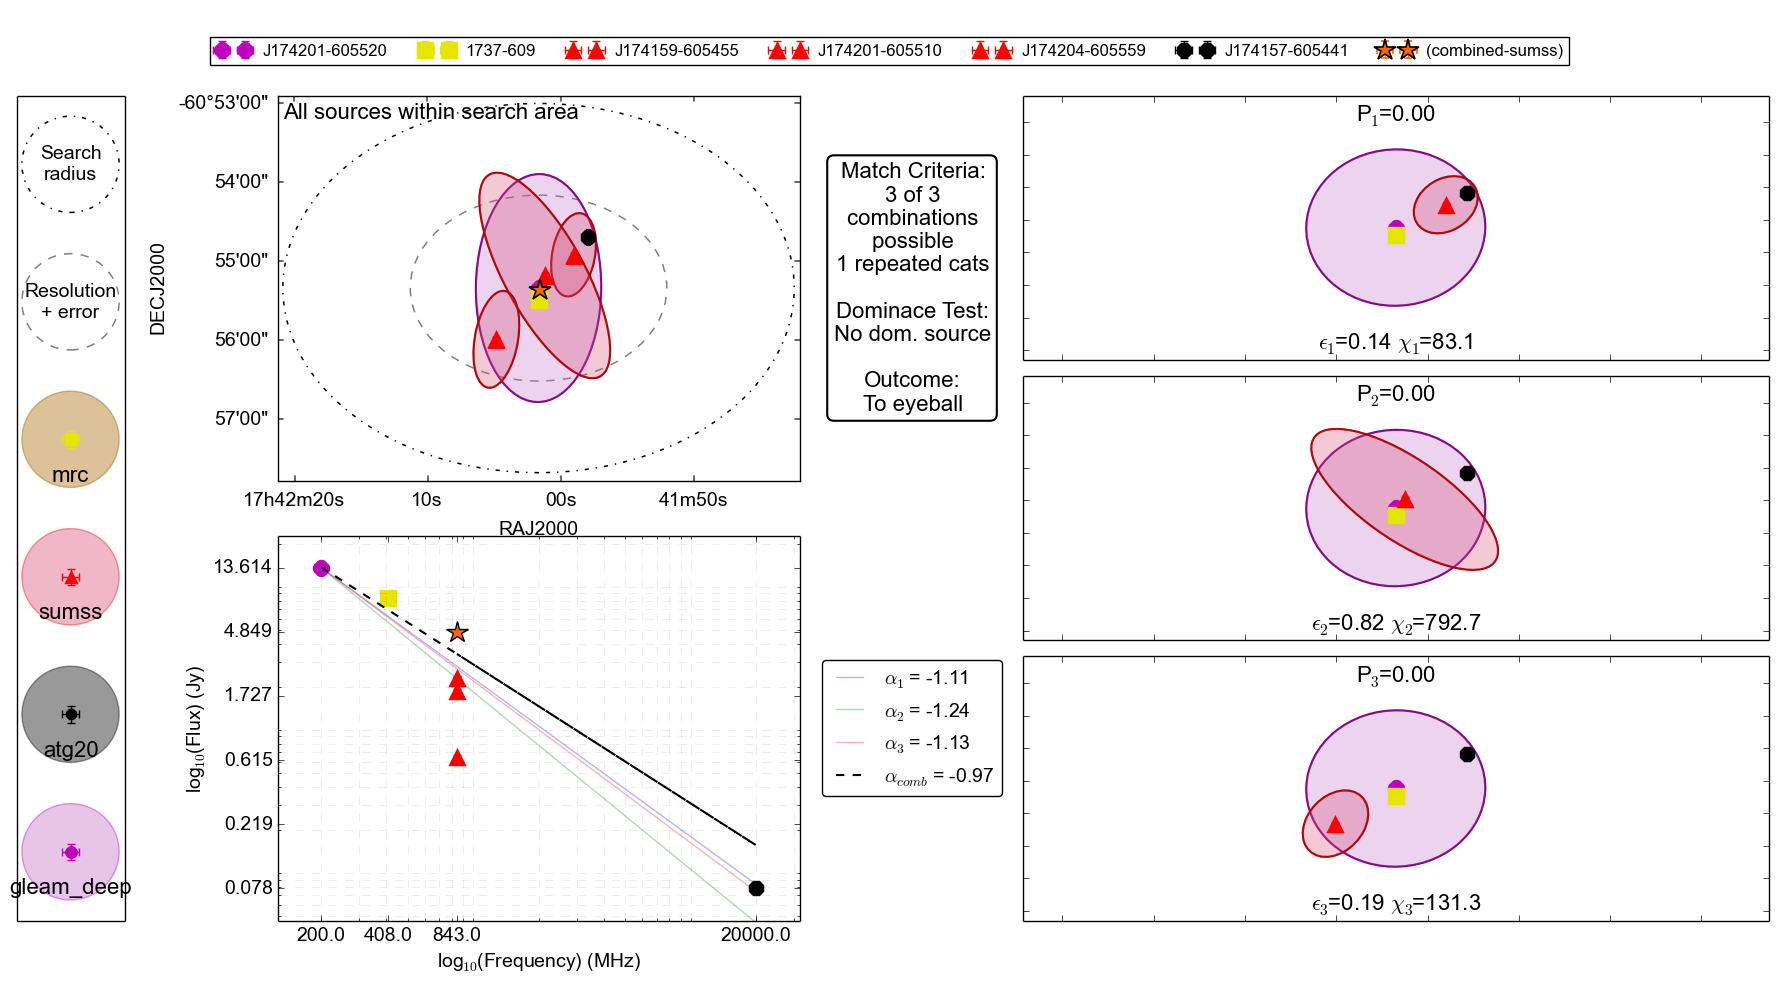 J174201-605520
1737-609
J174159-605455
J174201-605510
J174204-605559
J174157-605441
(combined-sumss)
Search
radius
Resolution
+ error
mrc
sumss
atg20
gleam_deep
All sources within search area
DECJ2000
-60°53'00"
54'00"
55'00"
56'00"
57'00"
17h42m20s
10s
00s
41m50s
RAJ2000
Match Criteria:
3 of 3
combinations
possible
1 repeated cats
Dominace Test:
No dom. source
Outcome:
To eyeball
log10(Flux) (Jy)
13.614
4.849
1.727
0.615
0.219
0.078
200.0
408.0
843.0
20000.0
log10(Frequency) (MHz)
α1 = -1.11
α2 = -1.24
α3 = -1.13
αcomb = -0.97
P1=0.00
ϵ1=0.14 χ1=83.1
P2=0.00
ϵ2=0.82 χ2=792.7
P3=0.00
ϵ3=0.19 χ3=131.3